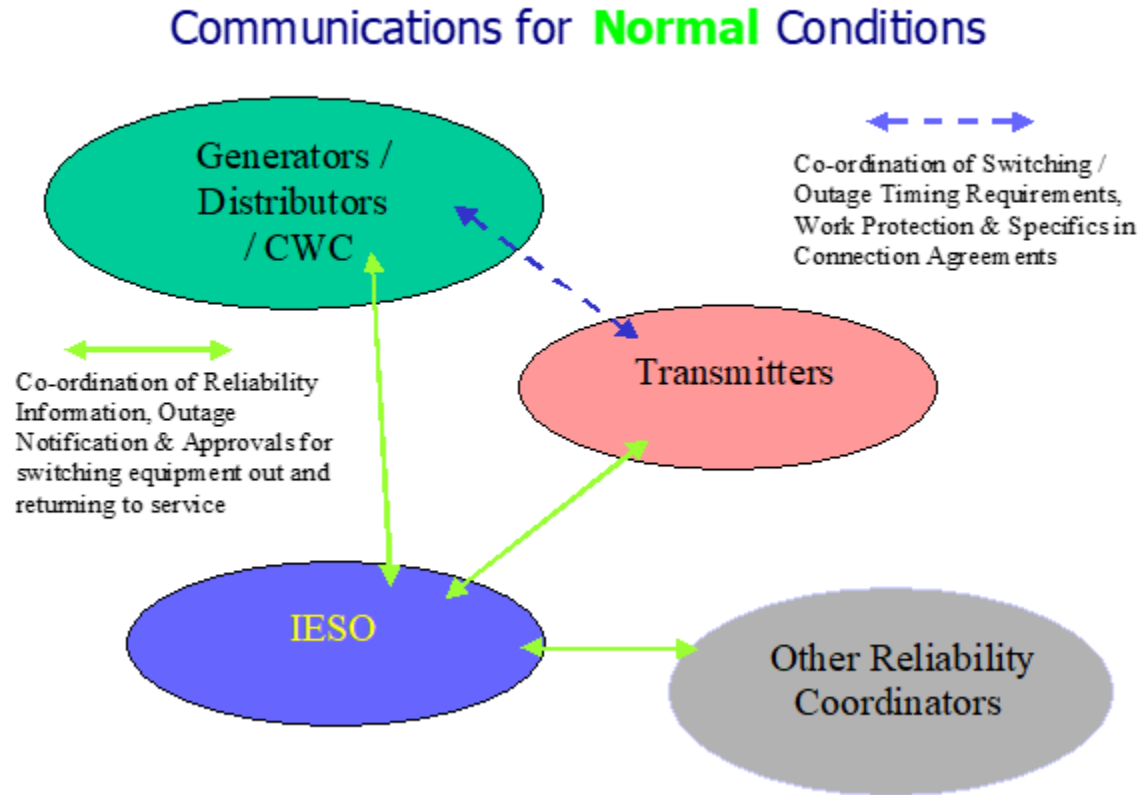 Communications for Normal Conditions
Generators /
Distributors
/ CWC
Co-ordination of Switching /
Outage Timing Requirements,
Work Protection & Specifics in
Connection Agreements
Transmitters
Co-ordination of Reliability
Information, Outage
Notification & Approvals for
switching equipment out and
returning to service
IESO
Other Reliability
Coordinators